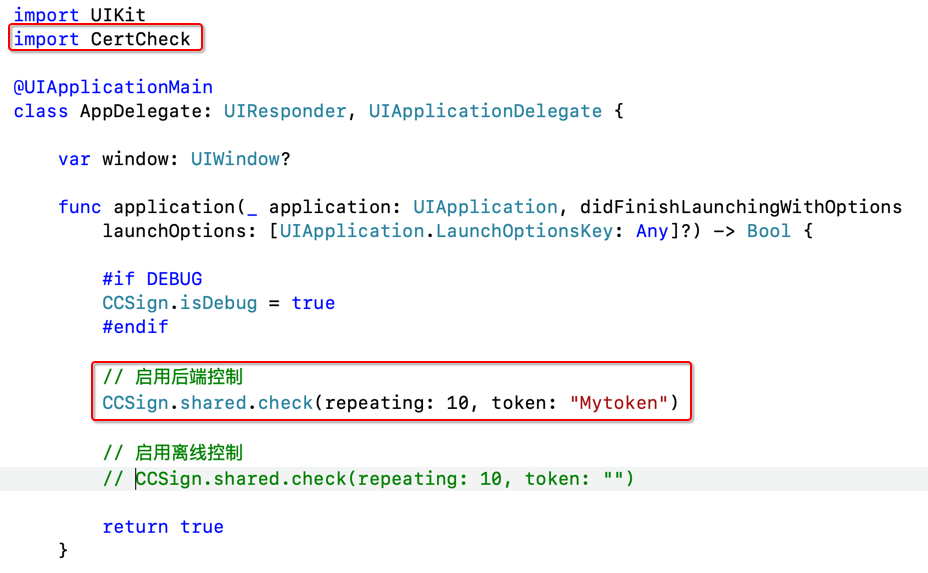 import UIKit
import CertCheck
@UIApplicationMain
class AppDelegate: UIResponder, UIApplicationDelegate {
var window: UIWindow?
func application(_ application: UIApplication, didFinishLaunchingWithOptions
launchOptions: [UIApplication.LaunchOptionsKey: Any]?) -> Bool {
#if DEBUG
CCSign.isDebug = true
#endif
// 启用后端控制
CCSign.shared.check(repeating: 10, token: "Mytoken")
// 启用离线控制
// CCSign.shared.check(repeating: 10, token: "")
return true
}